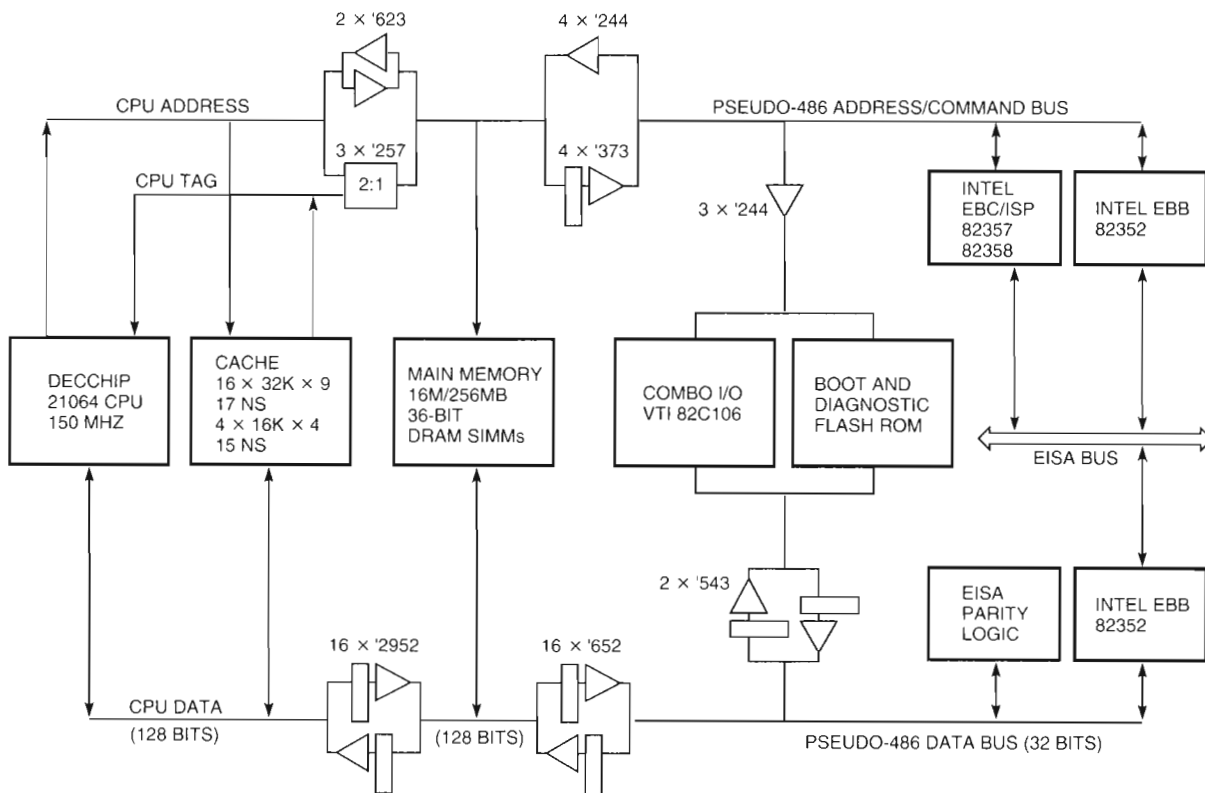 2 × '623
4 × '244
CPU ADDRESS
PSEUDO-486 ADDRESS/COMMAND BUS
3 × '257
4 × '373
2:1
CPU TAG
3 × '244
INTEL
EBC/ISP
82357
82358
INTEL EBB
82352
DECCHIP
21064 CPU
150 MHZ
CACHE
16 × 32K × 9
17 NS
4 × 16K × 4
15 NS
MAIN MEMORY
16M/256MB
36-BIT
DRAM SIMMs
COMBO I/O
VTI 82C106
BOOT AND
DIAGNOSTIC
FLASH ROM
EISA BUS
2 × '543
EISA
PARITY
LOGIC
INTEL EBB
82352
16 × '2952
16 × '652
CPU DATA
(128 BITS)
(128 BITS)
PSEUDO-486 DATA BUS (32 BITS)